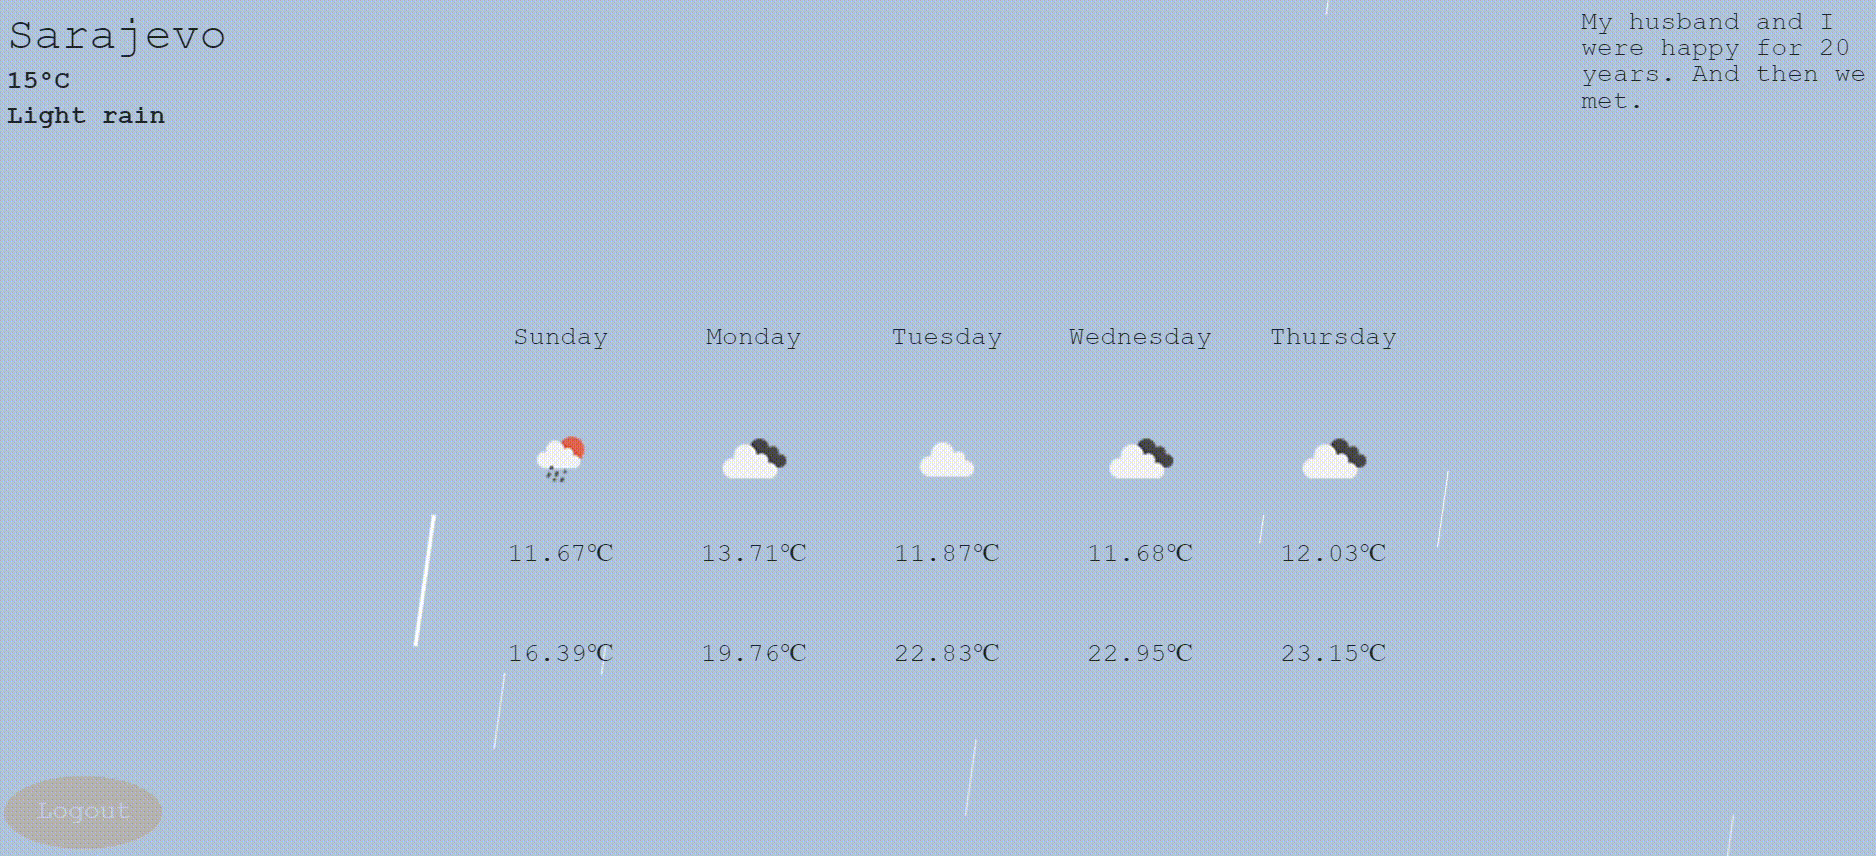 Sarajevo
15°C
Light rain
My husband and I
were happy for 20
years. And then we
met.
Sunday Monday Tuesday Wednesday Thursday
11.67℃ 13.71℃ 11.87℃ 11.68℃ 12.03℃
16.39℃ 19.76℃ 22.83℃ 22.95℃ 23.15℃
Logout